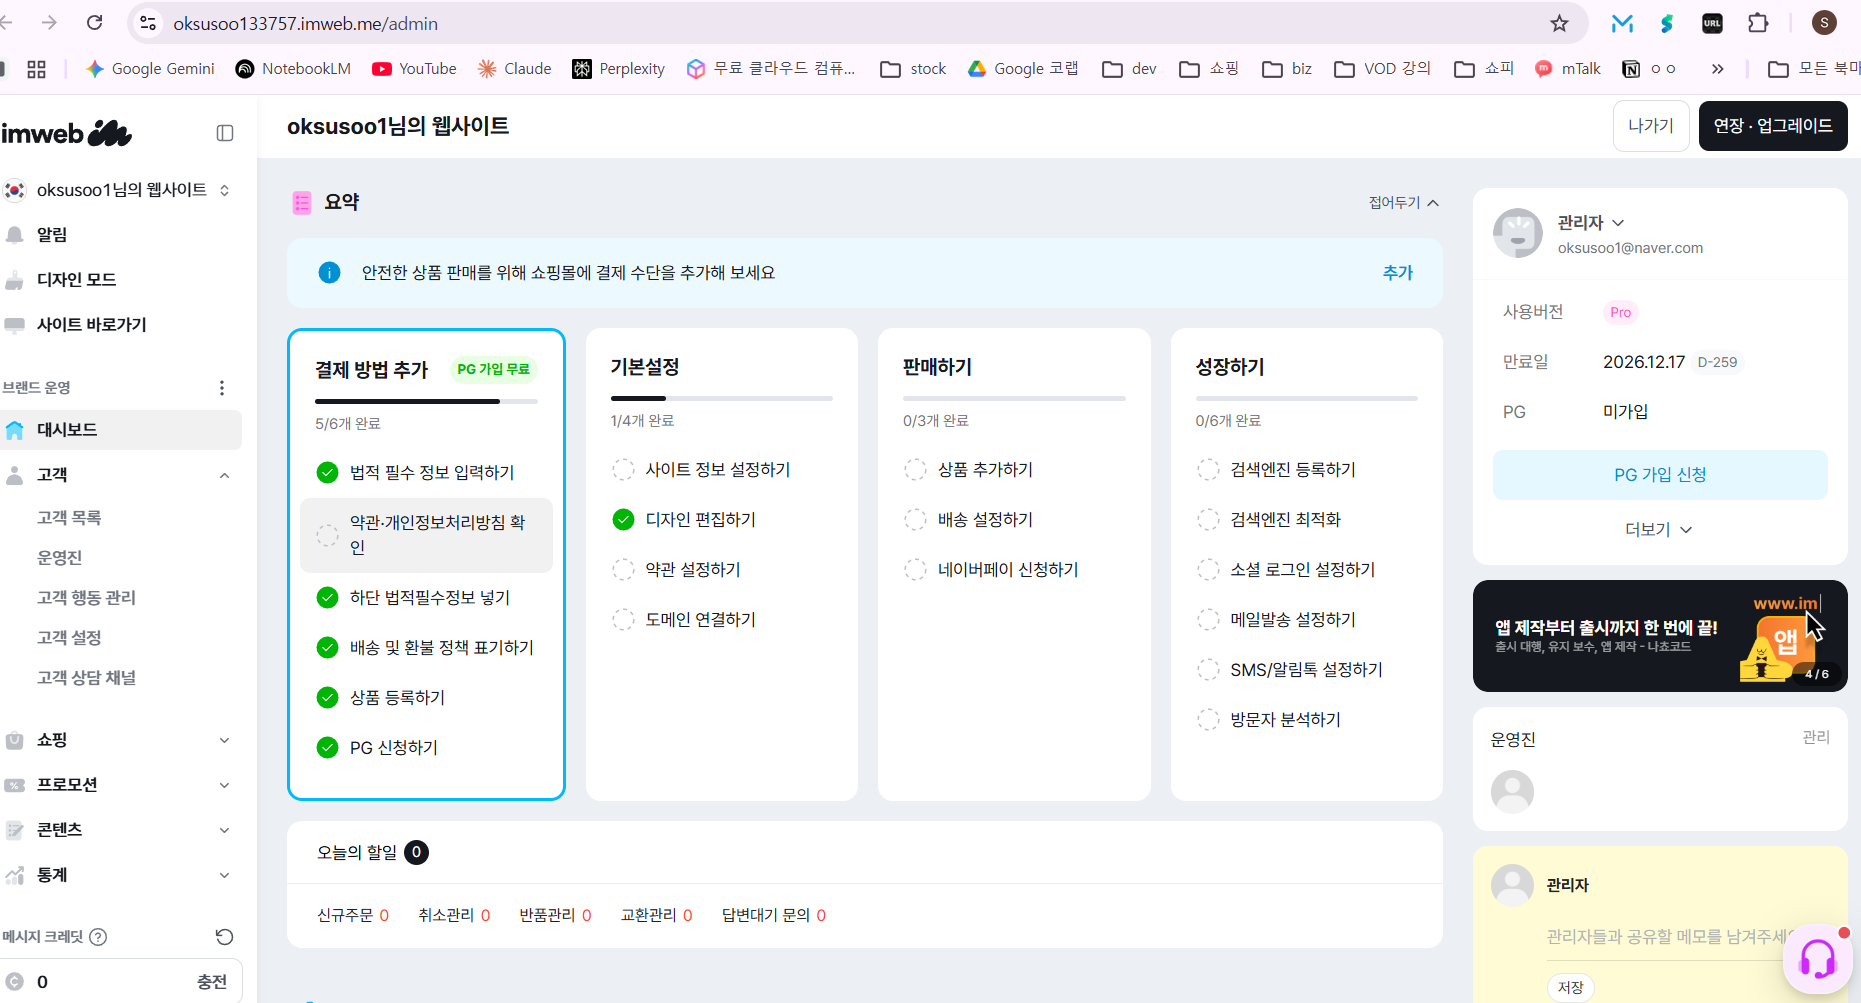 oksusoo133757.imweb.me/admin
URL
S
Google Gemini
NotebookLM
YouTube
Claude
Perplexity
무료 클라우드 컴퓨...
stock
Google 코랩
dev
쇼핑
biz
VOD 강의
쇼피
mTalk
ㅇㅇ
모든 북마
imweb
oksusoo1님의 웹사이트
나가기
연장 · 업그레이드
oksusoo1님의 웹사이트
알림
디자인 모드
사이트 바로가기
브랜드 운영
대시보드
고객
고객 목록
운영진
고객 행동 관리
고객 설정
고객 상담 채널
쇼핑
프로모션
콘텐츠
통계
메시지 크레딧
0
충전
요약
접어두기
안전한 상품 판매를 위해 쇼핑몰에 결제 수단을 추가해 보세요
추가
결제 방법 추가
PG 가입 무료
5/6개 완료
법적 필수 정보 입력하기
약관·개인정보처리방침 확
인
하단 법적필수정보 넣기
배송 및 환불 정책 표기하기
상품 등록하기
PG 신청하기
기본설정
1/4개 완료
사이트 정보 설정하기
디자인 편집하기
약관 설정하기
도메인 연결하기
판매하기
0/3개 완료
상품 추가하기
배송 설정하기
네이버페이 신청하기
성장하기
0/6개 완료
검색엔진 등록하기
검색엔진 최적화
소셜 로그인 설정하기
메일발송 설정하기
SMS/알림톡 설정하기
방문자 분석하기
오늘의 할일 0
신규주문 0 취소관리 0 반품관리 0 교환관리 0 답변대기 문의 0
관리자
oksusoo1@naver.com
사용버전 Pro
만료일 2026.12.17 D-259
PG 미가입
PG 가입 신청
더보기
www.im
앱 제작부터 출시까지 한 번에 끝!
출시 대행, 유지 보수, 앱 제작 - 나쵸코드
앱
4 / 6
운영진
관리
관리자
관리자들과 공유할 메모를 남겨주세
저장